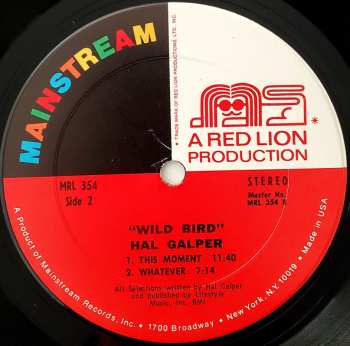 MAINSTREAM
* TRADE MARK OF RED LION PRODUCTIONS LTD., INC.
A RED LION
PRODUCTION
MRL 354
Side 2
STEREO
Master No.
MRL 354 B
"WILD BIRD"
HAL GALPER
1. THIS MOMENT 11:40
2. WHATEVER 7:14
All Selections written by Hal Galper
and published by Lifestyle
Music, Inc. BMI
A Product of Mainstream Records, Inc. • 1700 Broadway • New York, N.Y. 10019 • Made in USA